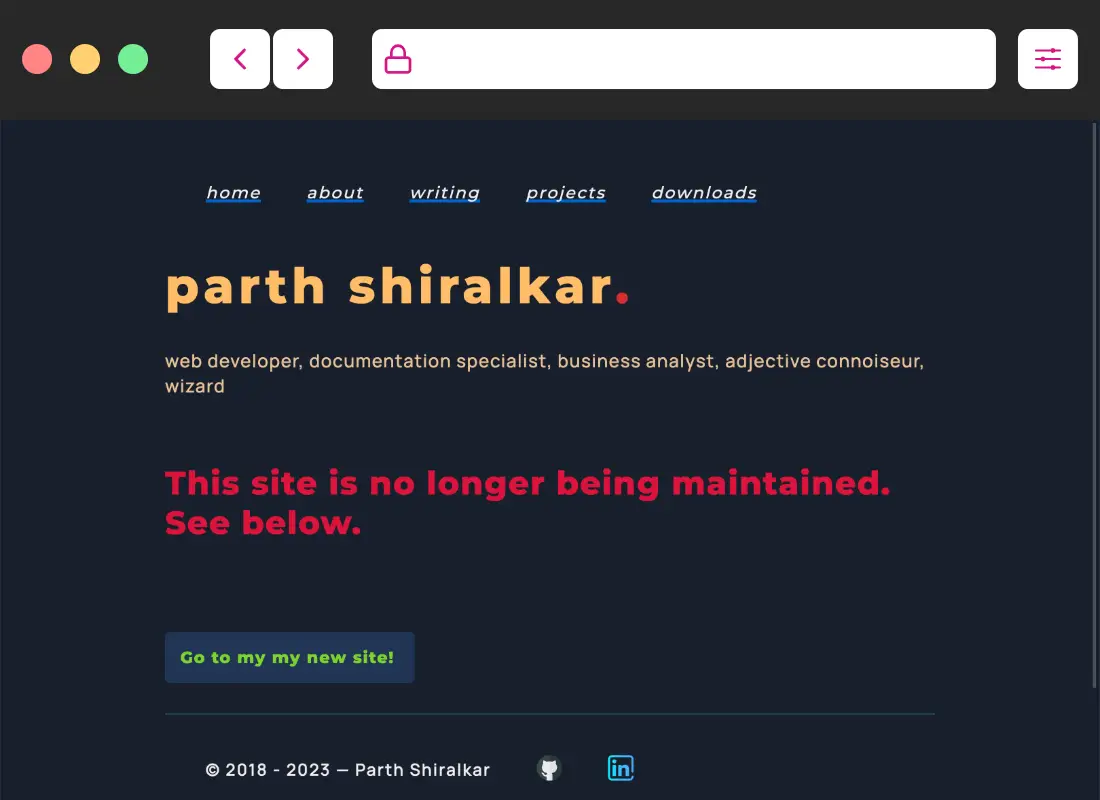 home about writing projects downloads
parth shiralkar.
web developer, documentation specialist, business analyst, adjective connoiseur,
wizard
This site is no longer being maintained.
See below.
Go to my my new site!
© 2018 - 2023 — Parth Shiralkar
in